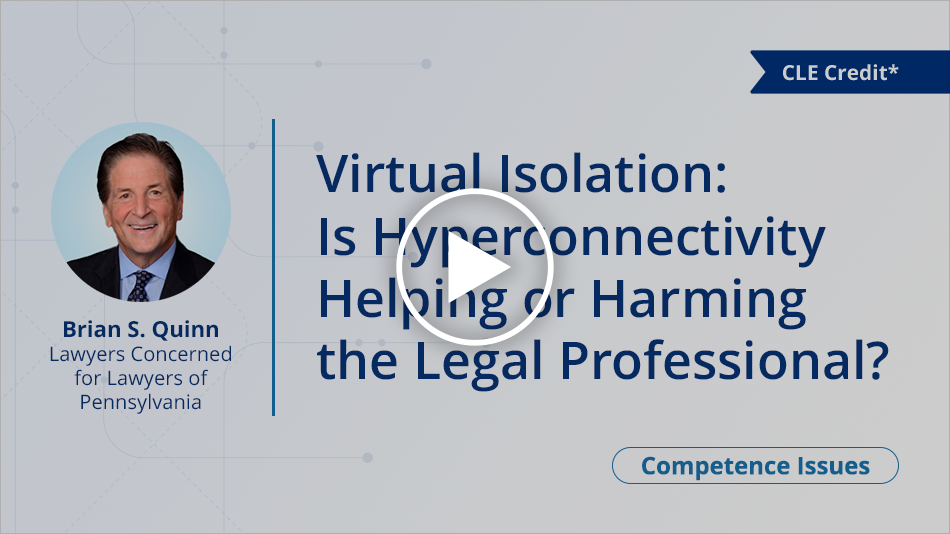 CLE Credit*
Virtual Isolation:
Is Hyperconnectivity
Helping or Harming
the Legal Professional?
Brian S. Quinn
Lawyers Concerned
for Lawyers of
Pennsylvania
Competence Issues